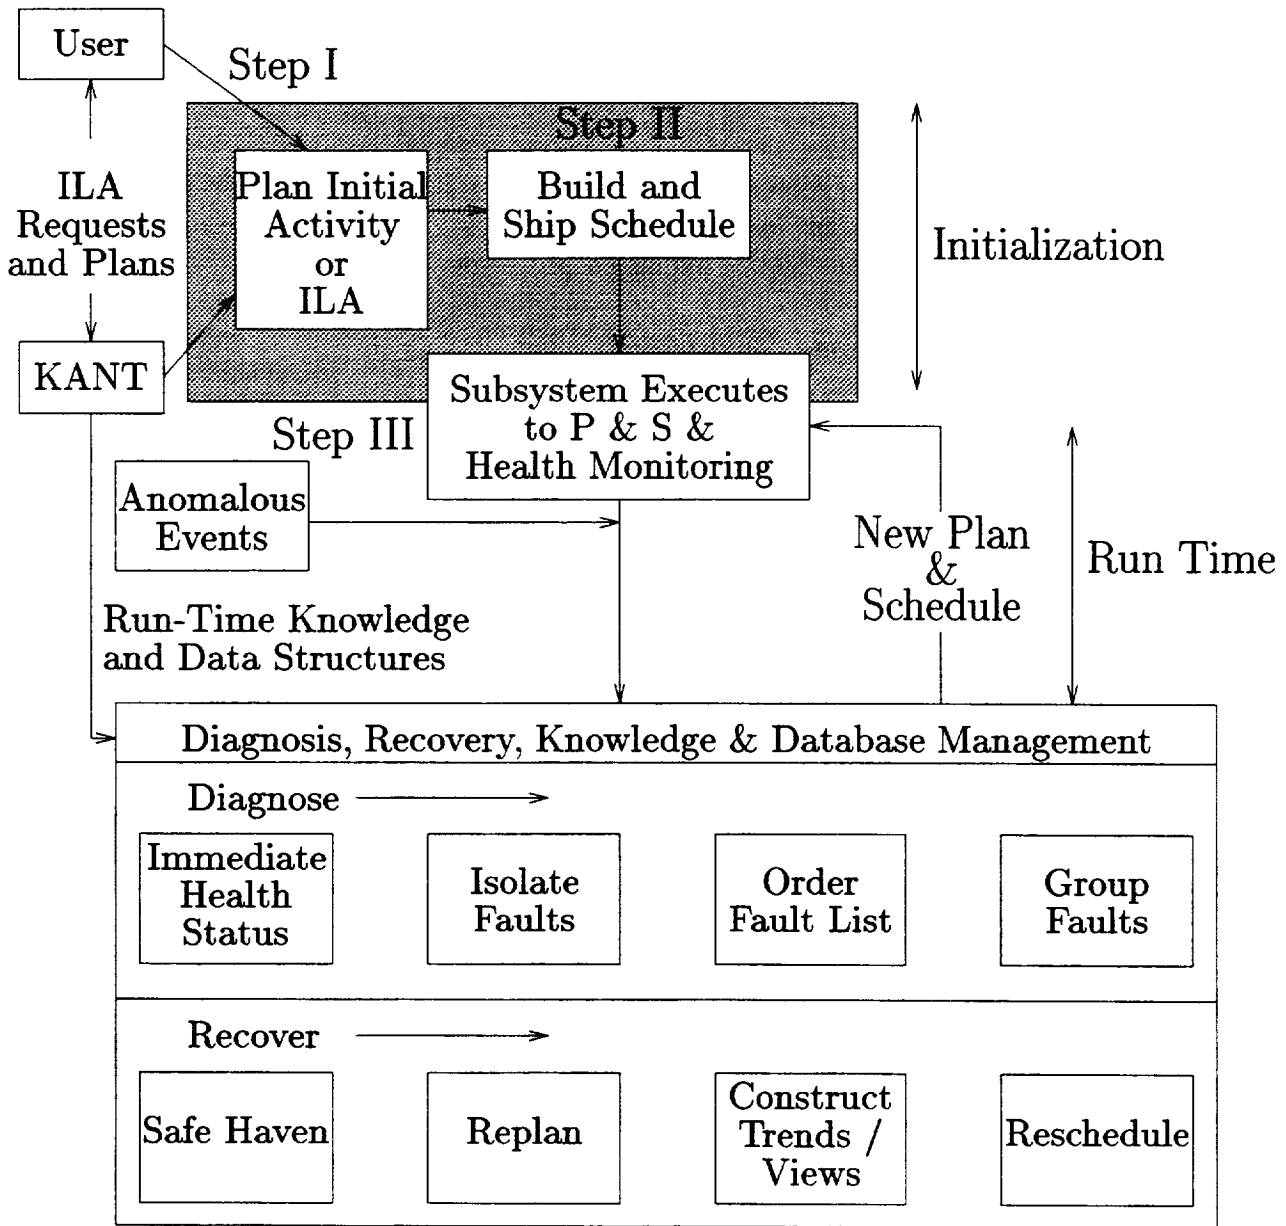 User
Step I
Step II
Plan Initial
Activity
or
ILA
Build and
Ship Schedule
ILA
Requests
and Plans
Initialization
KANT
Subsystem Executes
to P & S &
Health Monitoring
Step III
Anomalous
Events
New Plan
&
Schedule
Run Time
Run-Time Knowledge
and Data Structures
Diagnosis, Recovery, Knowledge & Database Management
Diagnose
Immediate
Health
Status
Isolate
Faults
Order
Fault List
Group
Faults
Recover
Safe Haven
Replan
Construct
Trends /
Views
Reschedule